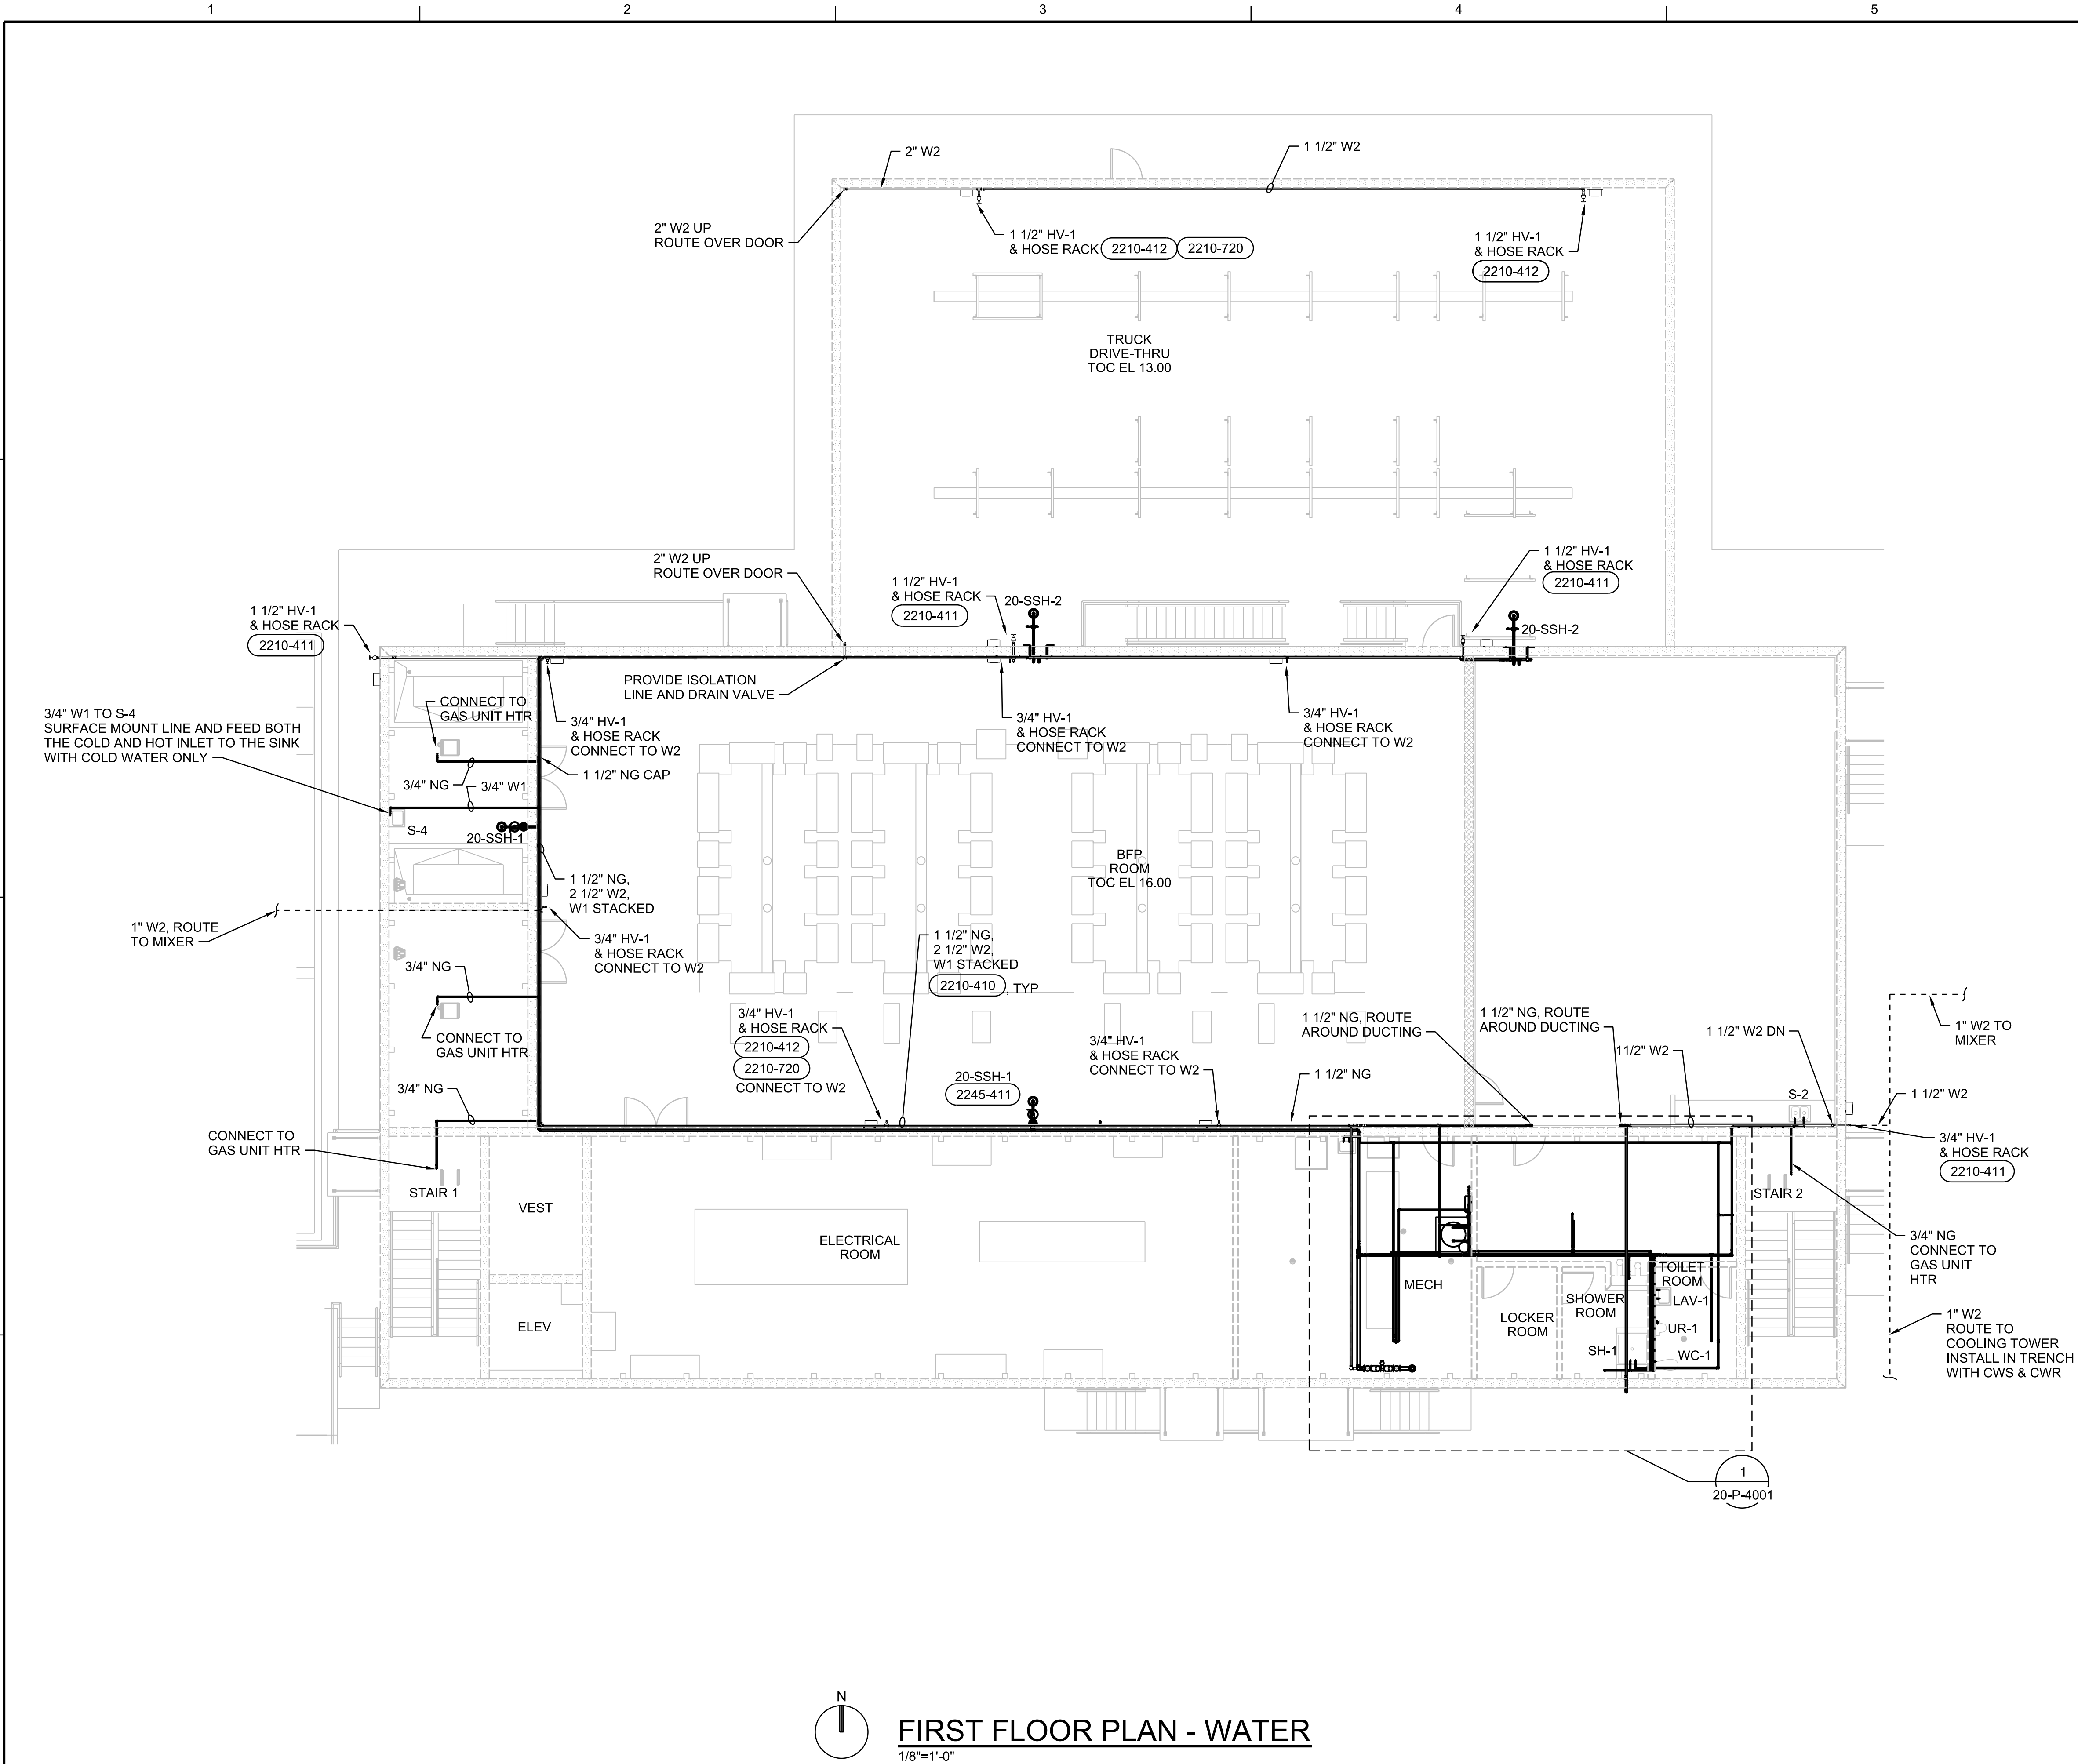 1
2
3
4
5
2" W2
1 1/2" W2
2" W2 UP
ROUTE OVER DOOR
1 1/2" HV-1
& HOSE RACK
2210-412
2210-720
1 1/2" HV-1
& HOSE RACK
2210-412
TRUCK
DRIVE-THRU
TOC EL 13.00
2" W2 UP
ROUTE OVER DOOR
1 1/2" HV-1
& HOSE RACK
2210-411
20-SSH-2
1 1/2" HV-1
& HOSE RACK
2210-411
20-SSH-2
1 1/2" HV-1
& HOSE RACK
2210-411
PROVIDE ISOLATION
LINE AND DRAIN VALVE
CONNECT TO
GAS UNIT HTR
3/4" W1 TO S-4
SURFACE MOUNT LINE AND FEED BOTH
THE COLD AND HOT INLET TO THE SINK
WITH COLD WATER ONLY
3/4" HV-1
& HOSE RACK
CONNECT TO W2
3/4" HV-1
& HOSE RACK
CONNECT TO W2
3/4" HV-1
& HOSE RACK
CONNECT TO W2
1 1/2" NG CAP
3/4" NG
3/4" W1
S-4
20-SSH-1
BFP
ROOM
TOC EL 16.00
1 1/2" NG,
2 1/2" W2,
W1 STACKED
1" W2, ROUTE
TO MIXER
3/4" HV-1
& HOSE RACK
CONNECT TO W2
1 1/2" NG,
2 1/2" W2,
W1 STACKED
2210-410
, TYP
3/4" NG
CONNECT TO
GAS UNIT HTR
3/4" HV-1
& HOSE RACK
2210-412
2210-720
CONNECT TO W2
20-SSH-1
2245-411
3/4" HV-1
& HOSE RACK
CONNECT TO W2
1 1/2" NG, ROUTE
AROUND DUCTING
1 1/2" NG
1 1/2" NG, ROUTE
AROUND DUCTING
11/2" W2
1 1/2" W2 DN
1" W2 TO
MIXER
S-2
1 1/2" W2
3/4" NG
CONNECT TO
GAS UNIT HTR
3/4" HV-1
& HOSE RACK
2210-411
STAIR 1
VEST
ELECTRICAL
ROOM
ELEV
STAIR 2
3/4" NG
CONNECT TO
GAS UNIT
HTR
MECH
LOCKER
ROOM
SHOWER
ROOM
TOILET
ROOM
LAV-1
UR-1
SH-1
WC-1
1" W2
ROUTE TO
COOLING TOWER
INSTALL IN TRENCH
WITH CWS & CWR
1
20-P-4001
N
FIRST FLOOR PLAN - WATER
1/8"=1'-0"